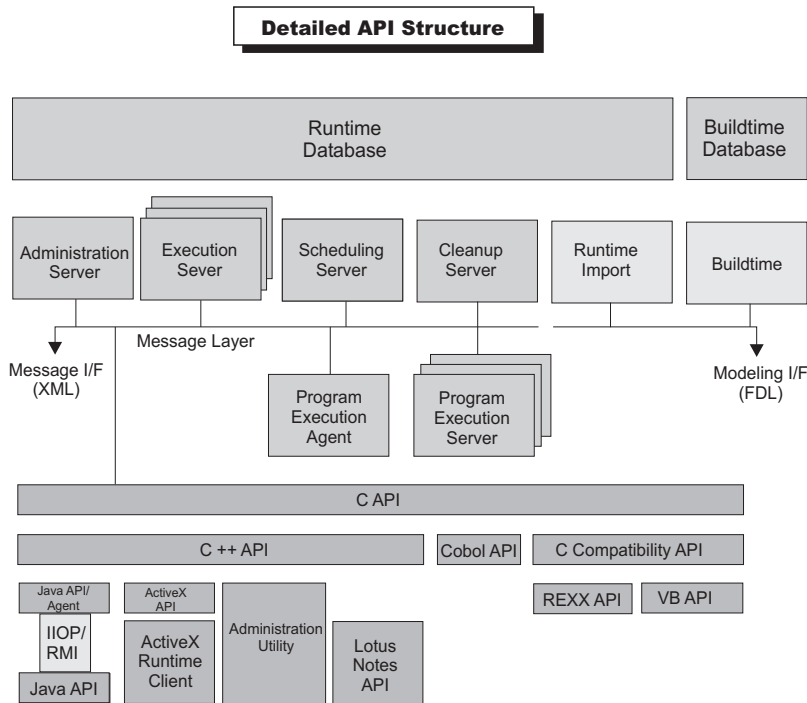 Detailed API Structure
Runtime
Database
Buildtime
Database
Administration
Server
Execution
Sever
Scheduling
Server
Cleanup
Server
Runtime
Import
Buildtime
Message Layer
Message I/F
(XML)
Modeling I/F
(FDL)
Program
Execution
Agent
Program
Execution
Server
C API
C ++ API
Cobol API
C Compatibility API
Java API/
Agent
ActiveX
API
Administration
Utility
REXX API
VB API
IIOP/
RMI
ActiveX
Runtime
Client
Lotus
Notes
API
Java API